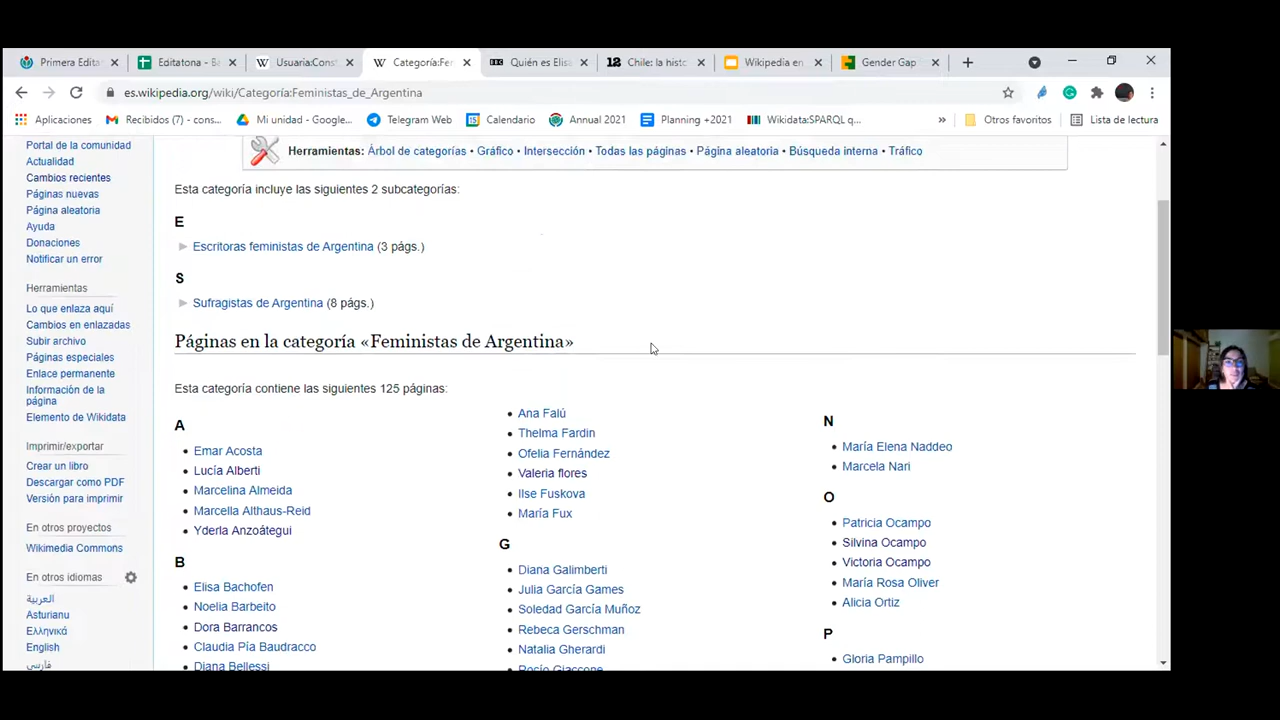 Primera Edita
Editatona - Be
Usuaria:Const
Categoría:Fem
Quién es Elisa
Chile: la histo
Wikipedia en
Gender Gap
es.wikipedia.org/wiki/Categoría:Feministas_de_Argentina
Aplicaciones
Recibidos (7) - cons...
Mi unidad - Google...
Telegram Web
Calendario
Annual 2021
Planning +2021
Wikidata:SPARQL q...
»
Otros favoritos
Lista de lectura
Portal de la comunidad
Actualidad
Cambios recientes
Páginas nuevas
Página aleatoria
Ayuda
Donaciones
Notificar un error
Herramientas
Lo que enlaza aquí
Cambios en enlazadas
Subir archivo
Páginas especiales
Enlace permanente
Información de la
página
Elemento de Wikidata
Imprimir/exportar
Crear un libro
Descargar como PDF
Versión para imprimir
En otros proyectos
Wikimedia Commons
En otros idiomas
العربية
Asturianu
Ελληνικά
English
فارسی
Herramientas: Árbol de categorías • Gráfico • Intersección • Todas las páginas • Página aleatoria • Búsqueda interna • Tráfico
Esta categoría incluye las siguientes 2 subcategorías:
E
Escritoras feministas de Argentina (3 págs.)
S
Sufragistas de Argentina (8 págs.)
Páginas en la categoría «Feministas de Argentina»
Esta categoría contiene las siguientes 125 páginas:
A
Emar Acosta
Lucía Alberti
Marcelina Almeida
Marcella Althaus-Reid
Yderla Anzoátegui
B
Elisa Bachofen
Noelia Barbeito
Dora Barrancos
Claudia Pía Baudracco
Diana Bellessi
Ana Falú
Thelma Fardin
Ofelia Fernández
Valeria flores
Ilse Fuskova
María Fux
G
Diana Galimberti
Julia García Games
Soledad García Muñoz
Rebeca Gerschman
Natalia Gherardi
Rocío Giaccone
N
María Elena Naddeo
Marcela Nari
O
Patricia Ocampo
Silvina Ocampo
Victoria Ocampo
María Rosa Oliver
Alicia Ortiz
P
Gloria Pampillo